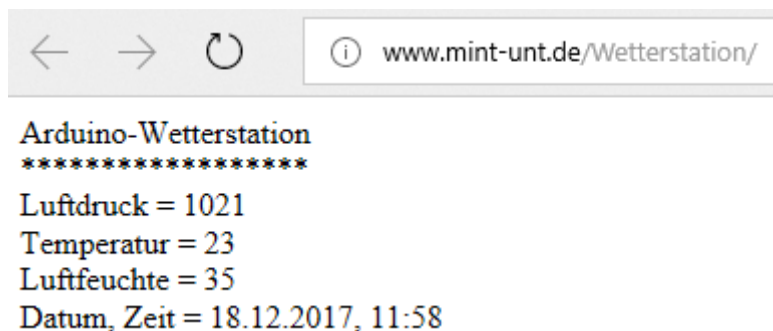 www.mint-unt.de/Wetterstation/
Arduino-Wetterstation
******************
Luftdruck = 1021
Temperatur = 23
Luftfeuchte = 35
Datum, Zeit = 18.12.2017, 11:58